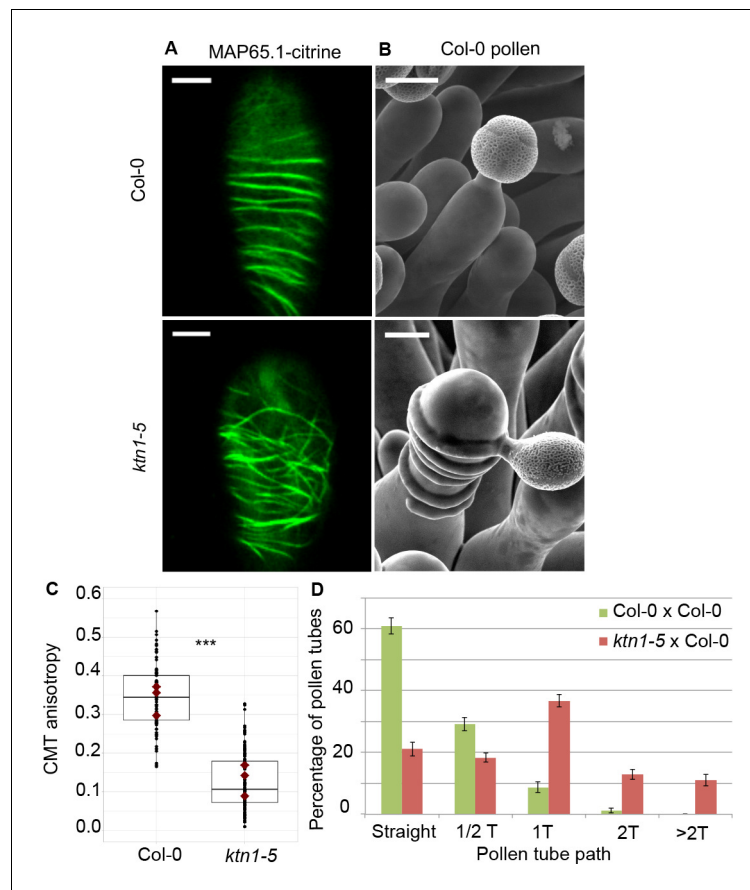 A MAP65.1-citrine
B Col-0 pollen
Col-0
ktn1-5
C
0.6
0.5
0.4
0.3
0.2
0.1
0.0
CMT anisotropy
***
Col-0
ktn1-5
D
Col-0 x Col-0
ktn1-5 x Col-0
60
40
20
0
Percentage of pollen tubes
Straight
1/2 T
1T
2T
>2T
Pollen tube path